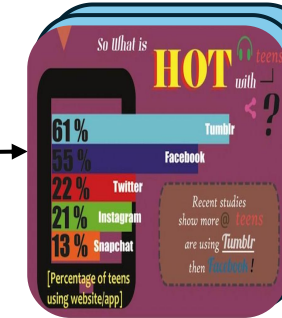 So What is
HOT
with
teens
?
61 % Tumblr
55 % Facebook
22 % Twitter
21 % Instagram
13 % Snapchat
[Percentage of teens
using website/app]
Recent studies
show more @ teens
are using Tumblr
then Facebook !